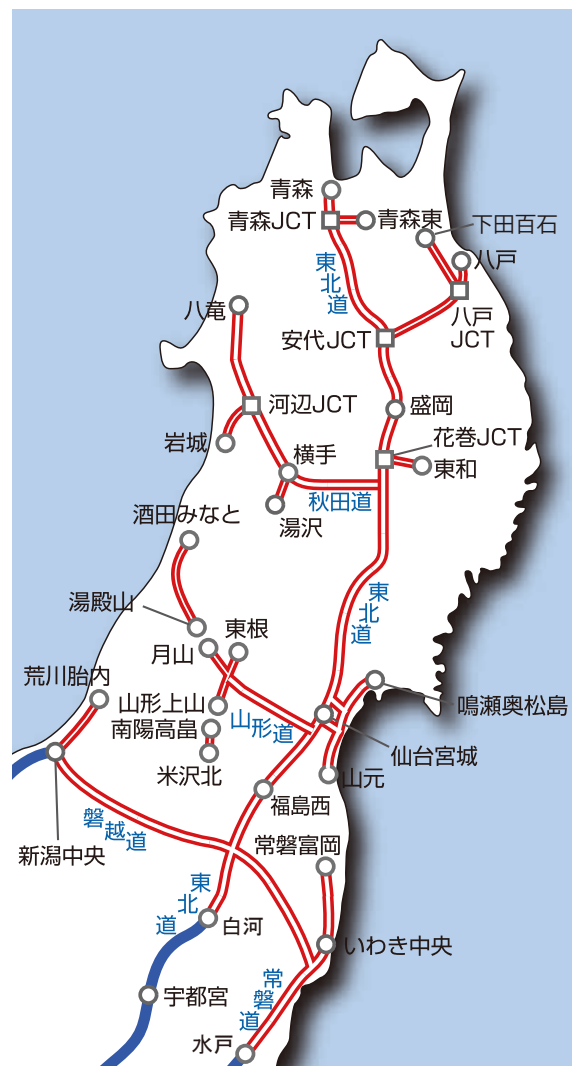 青森
青森JCT
青森東
下田百石
八戸
東北道
八戸
JCT
八竜
安代JCT
河辺JCT
盛岡
花巻JCT
岩城
横手
東和
秋田道
湯沢
酒田みなと
東北道
湯殿山
東根
月山
荒川胎内
山形上山
鳴瀬奥松島
南陽高畠
山形道
仙台宮城
米沢北
山元
福島西
磐越道
常磐富岡
新潟中央
東北道
白河
いわき中央
常磐道
宇都宮
水戸